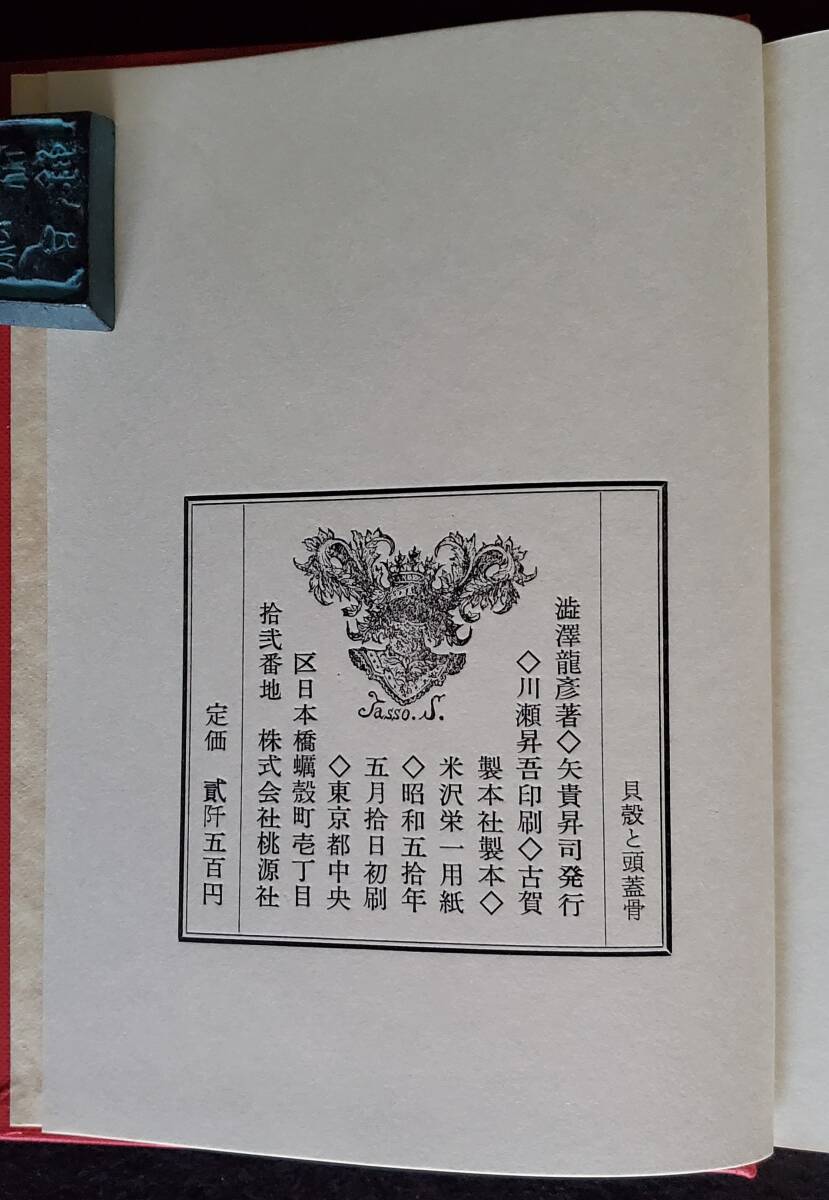 貝殻と頭蓋骨
澁澤龍彥著◇矢貴昇司発行
◇川瀬昇吾印刷◇古賀
製本社製本◇
米沢栄一用紙
◇昭和五拾年
五月拾日初刷
◇東京都中央
区日本橋蠣殻町壱丁目
拾弐番地　株式会社桃源社
Tasso. S.
定価　貳阡五百円